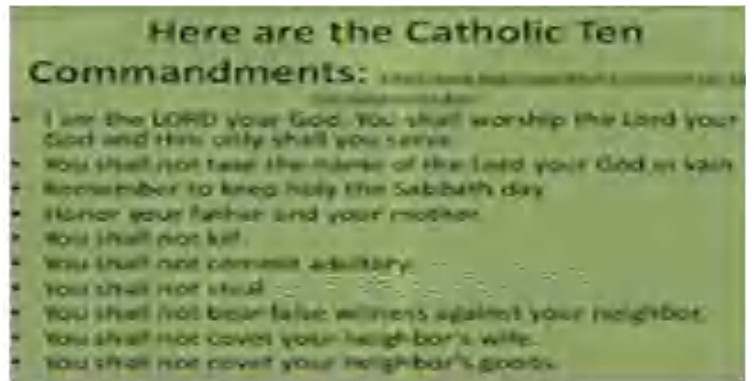 Here are the Catholic Ten
Commandments:
• I am the LORD your God. You shall worship the Lord your
God and Him only shall you serve.
• You shall not take the name of the Lord your God in vain
• Remember to keep holy the Sabbath day
• Honor your father and your mother.
• You shall not kill.
• You shall not commit adultery.
• You shall not steal
• You shall not bear false witness against your neighbor.
• You shall not covet your neighbor's wife.
• You shall not covet your neighbor's goods.